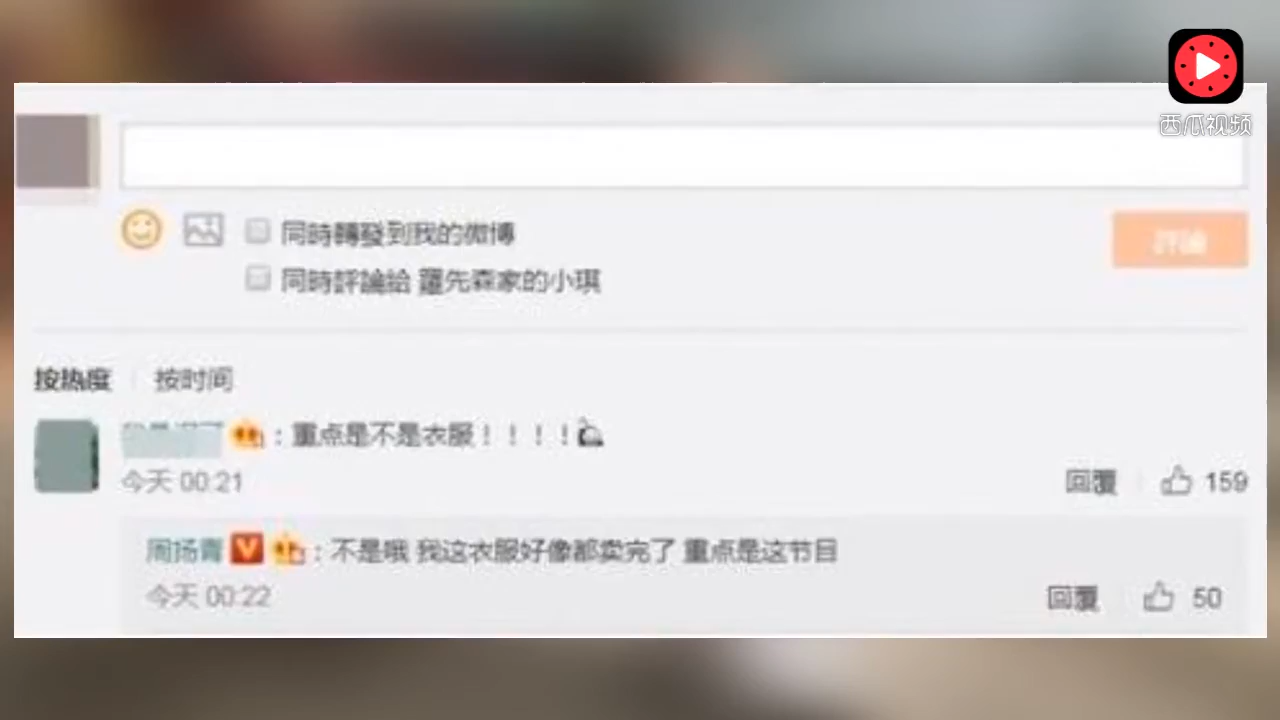 西瓜视频
同時轉發到我的微博
評論
同時評論給 羅先森家的小琪
按热度 按时间
：重点是不是衣服！！！！
今天 00:21
回覆 159
周扬青 V ：不是哦 我这衣服好像都卖完了 重点是这节目
今天 00:22
回覆 50